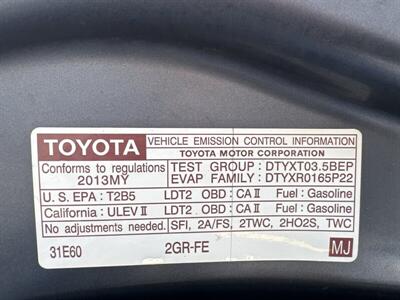 TOYOTA VEHICLE EMISSION CONTROL INFORMATION
TOYOTA MOTOR CORPORATION
Conforms to regulations TEST GROUP : DTYXT03.5BEP
2013MY EVAP FAMILY : DTYXR0165P22
U. S. EPA : T2B5 LDT2 OBD : CA II Fuel : Gasoline
California : ULEV II LDT2 OBD : CA II Fuel : Gasoline
No adjustments needed. SFI, 2A/FS, 2TWC, 2HO2S, TWC
31E60 2GR-FE MJ